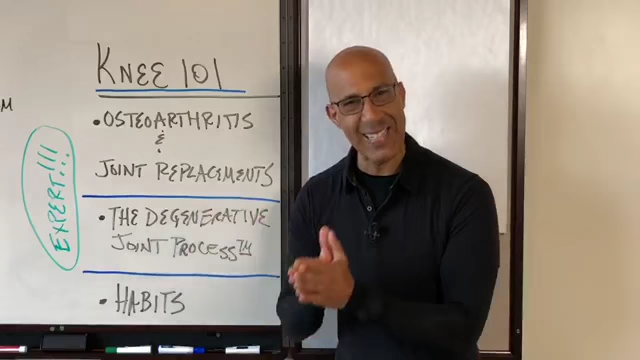 KNEE 101
• OSTEOARTHRITIS
&
JOINT REPLACEMENTS
• THE DEGENERATIVE
JOINT PROCESS™
• HABITS
EXPERT!!!
M